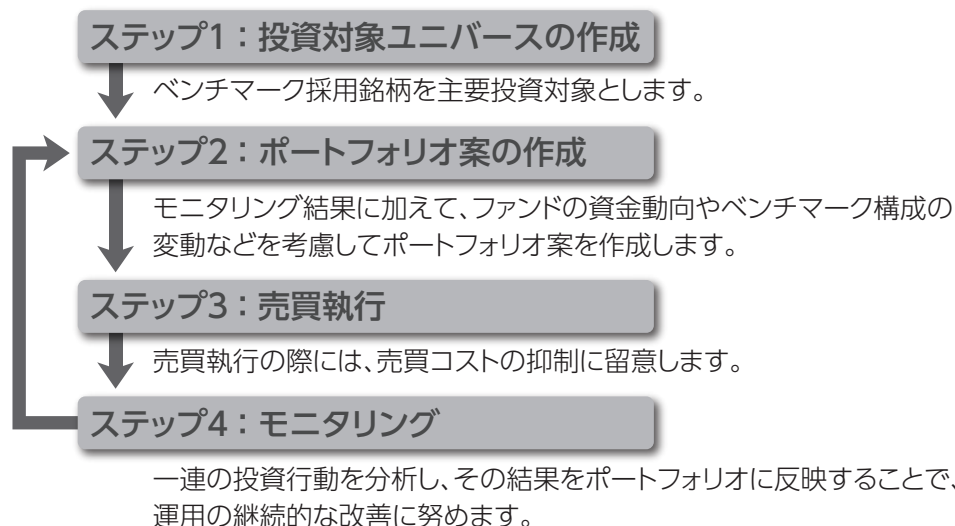 ステップ1：投資対象ユニバースの作成
ベンチマーク採用銘柄を主要投資対象とします。
ステップ2：ポートフォリオ案の作成
モニタリング結果に加えて、ファンドの資金動向やベンチマーク構成の
変動などを考慮してポートフォリオ案を作成します。
ステップ3：売買執行
売買執行の際には、売買コストの抑制に留意します。
ステップ4：モニタリング
一連の投資行動を分析し、その結果をポートフォリオに反映することで、
運用の継続的な改善に努めます。